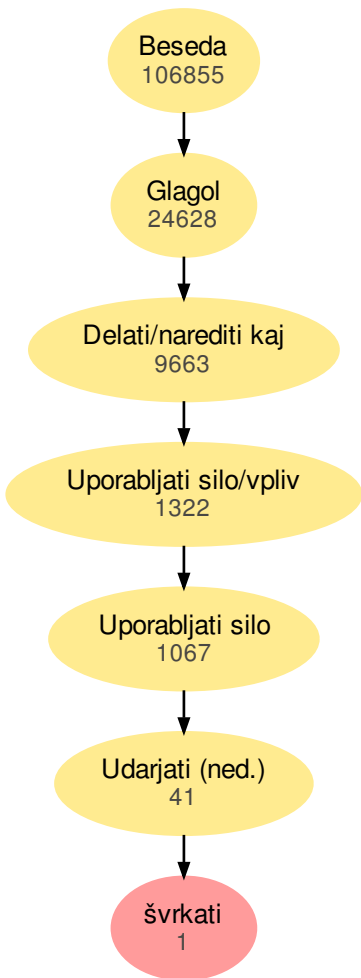 Beseda
106855
Glagol
24628
Delati/narediti kaj
9663
Uporabljati silo/vpliv
1322
Uporabljati silo
1067
Udarjati (ned.)
41
švrkati
1